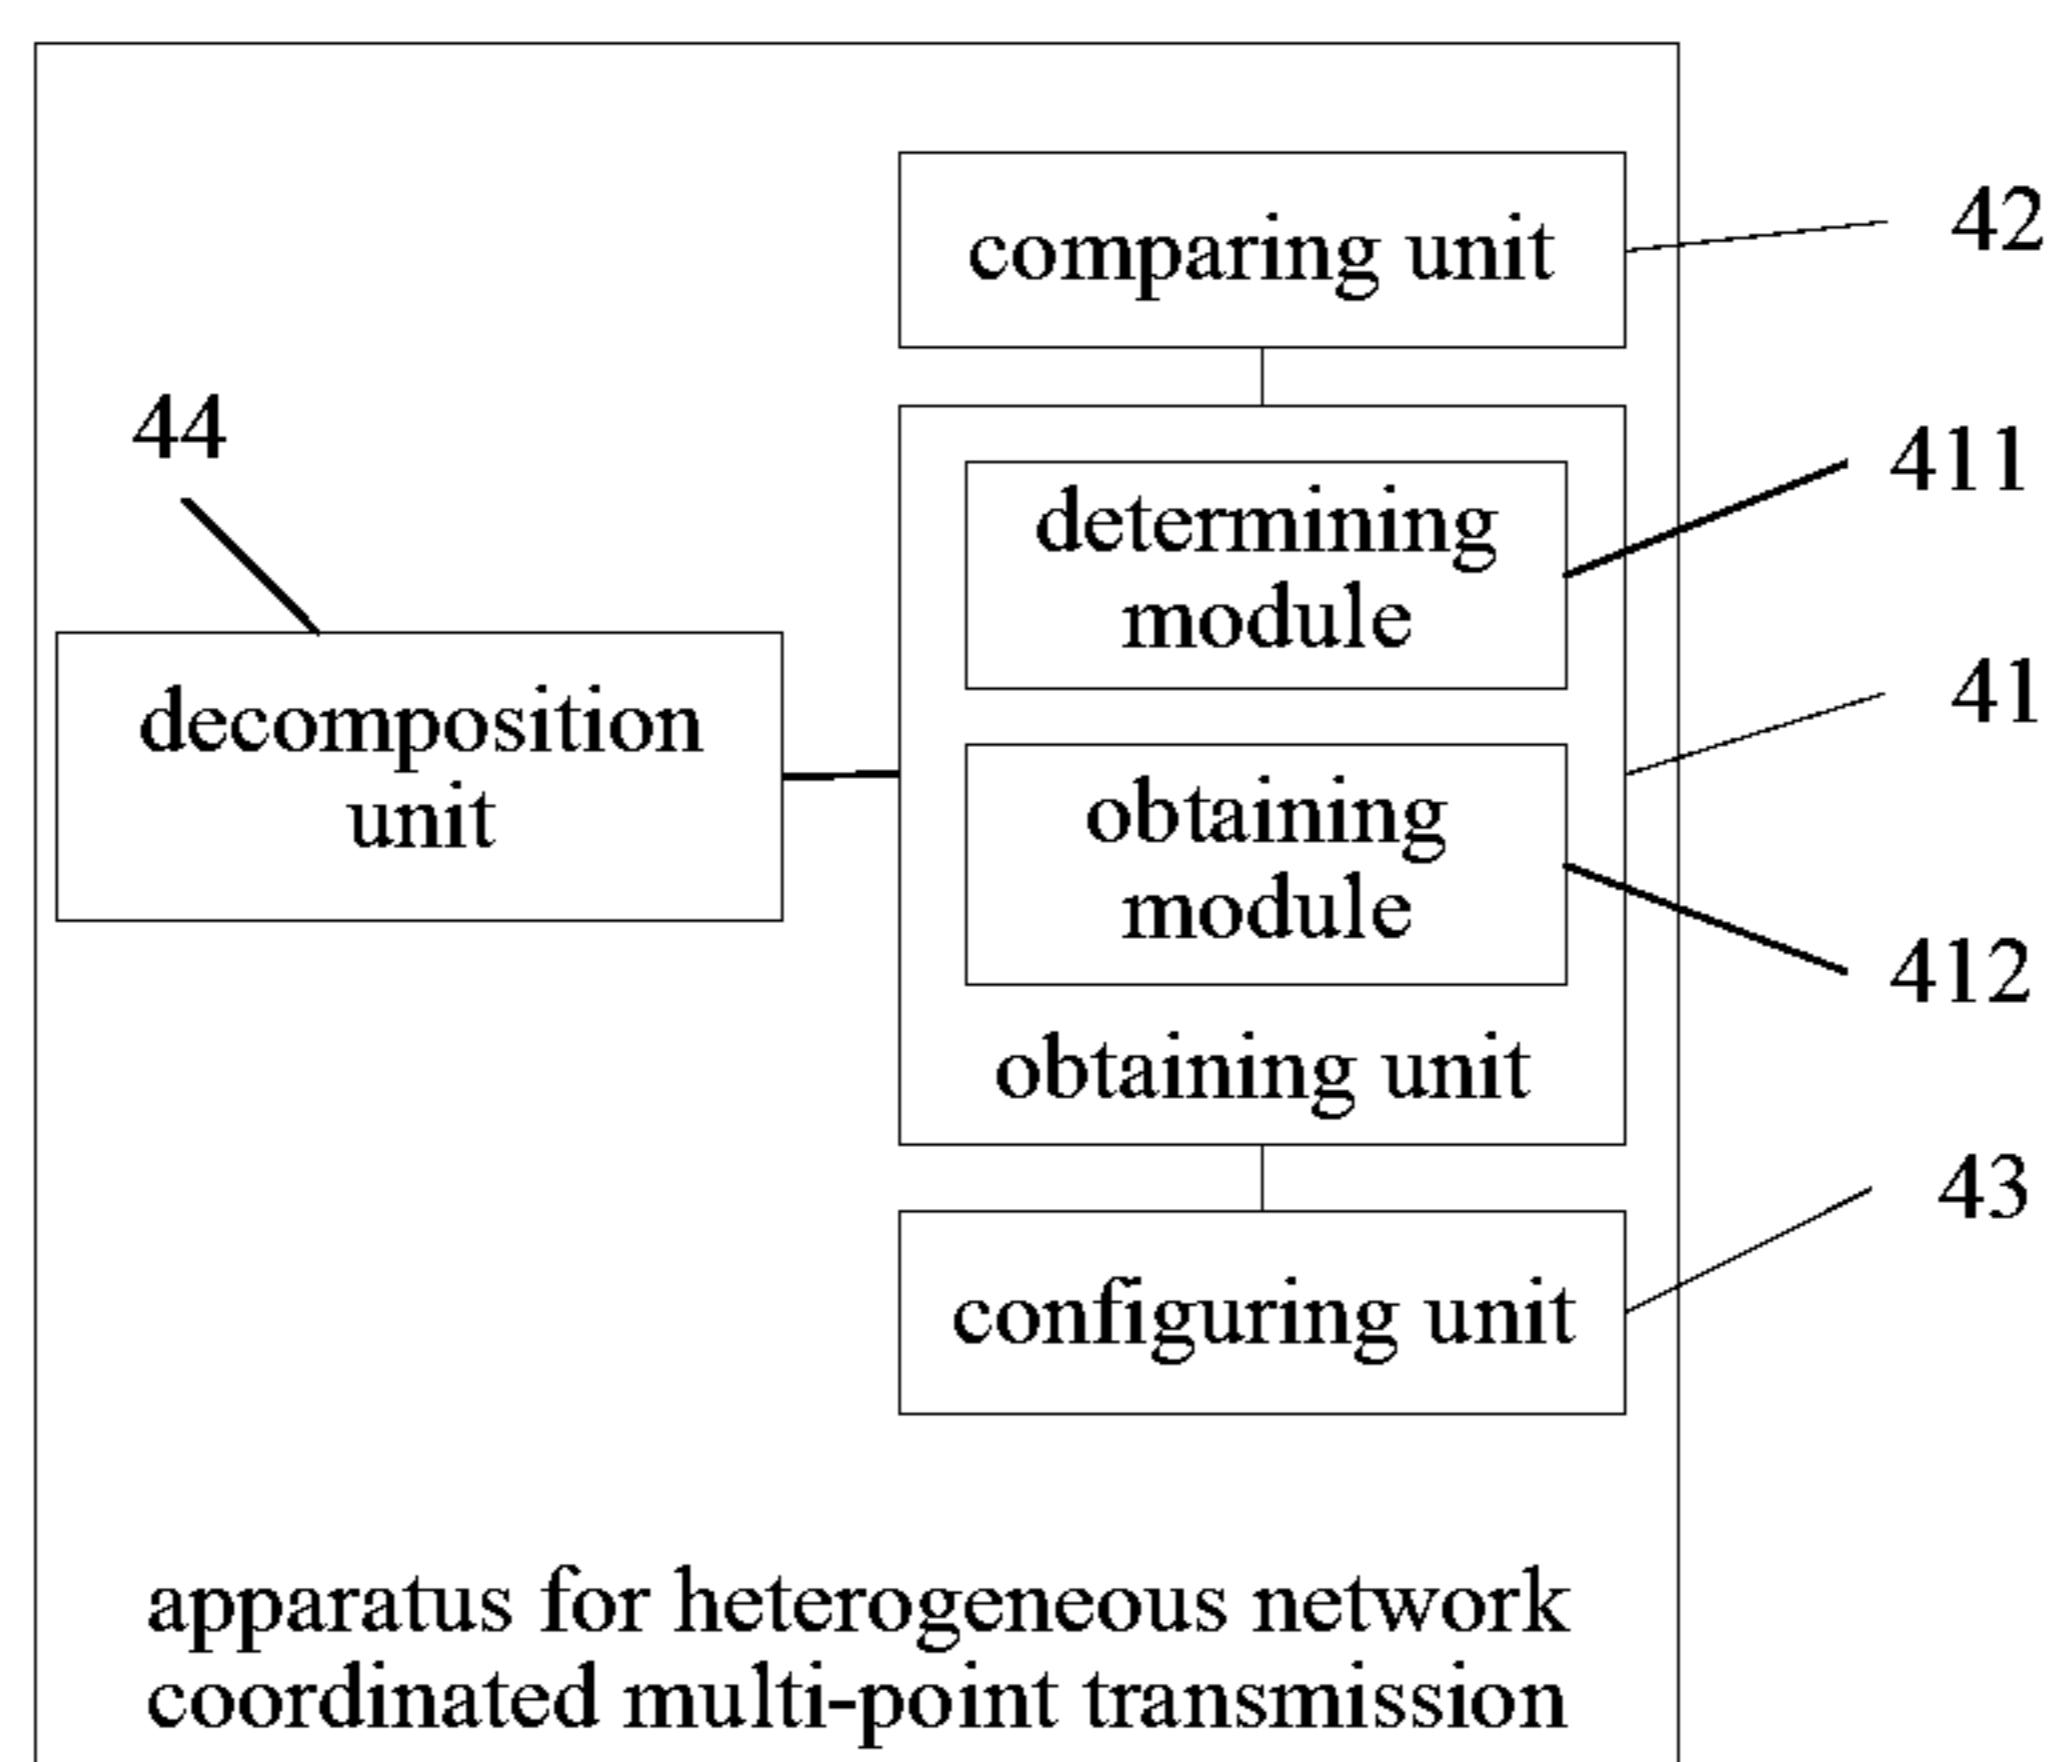 comparing unit
42
44
determining
module
411
decomposition
unit
41
obtaining
module
412
obtaining unit
43
configuring unit
apparatus for heterogeneous network
coordinated multi-point transmission